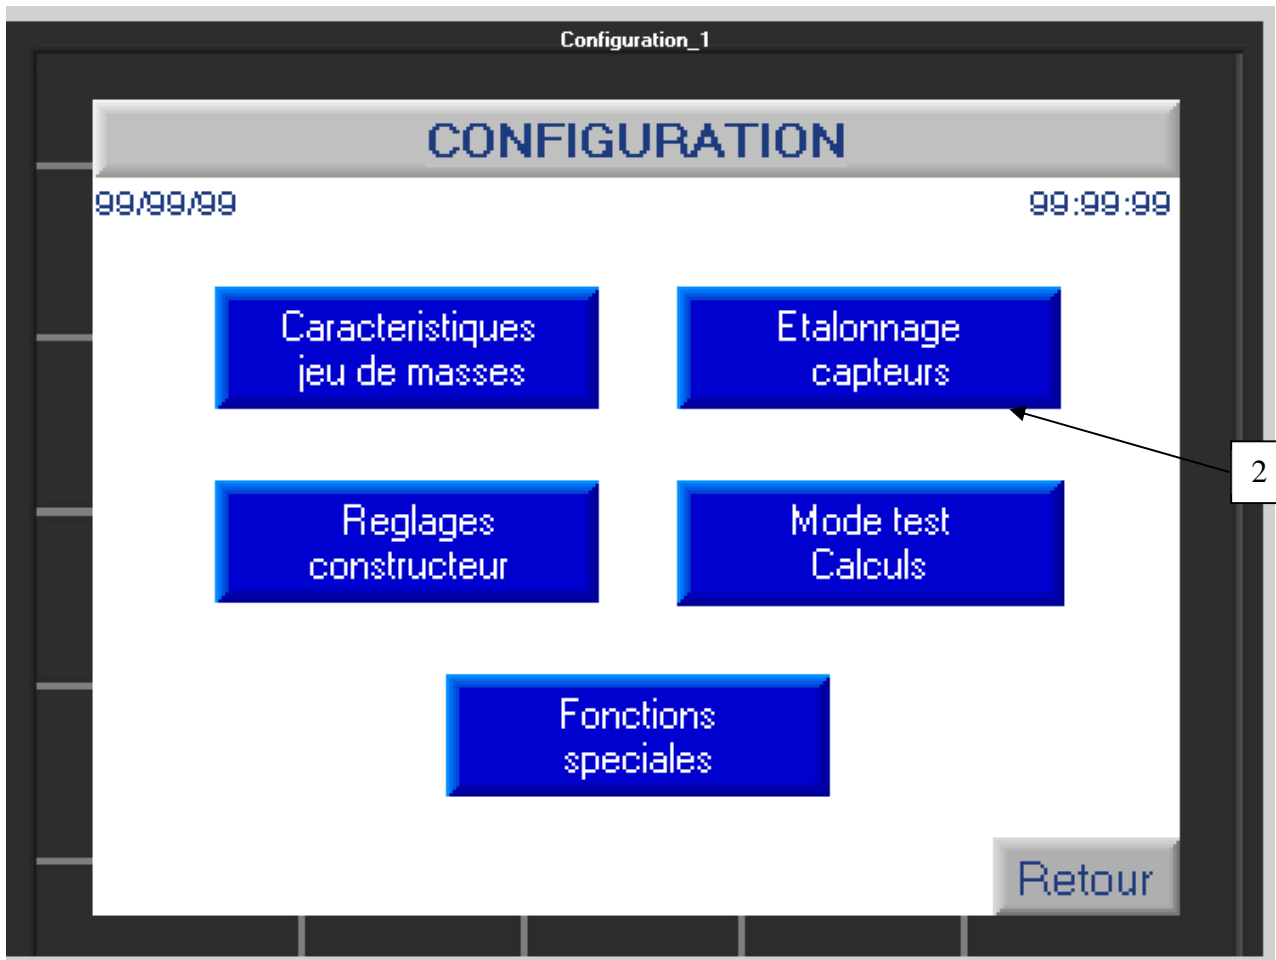 Configuration_1
CONFIGURATION
99/99/99
99:99:99
Caracteristiques
jeu de masses
Etalonnage
capteurs
2
Reglages
constructeur
Mode test
Calculs
Fonctions
speciales
Retour